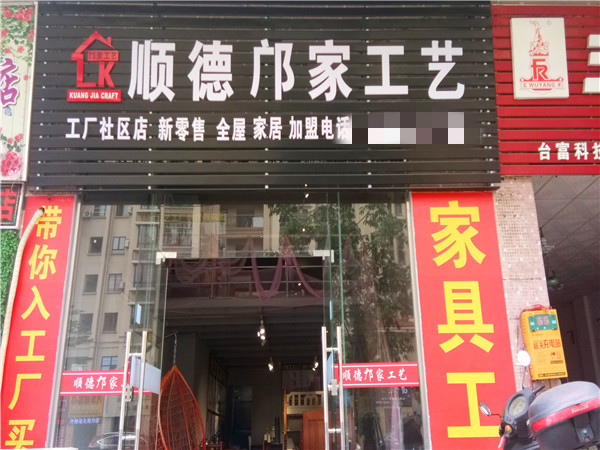 顺德邝家工艺
KUANG JIA CRAFT
工厂社区店 新零售 全屋 家居 加盟电话
WUYANG
台富科技
带你入工厂买
家具工
顺德邝家工艺
顺德邝家工艺
店